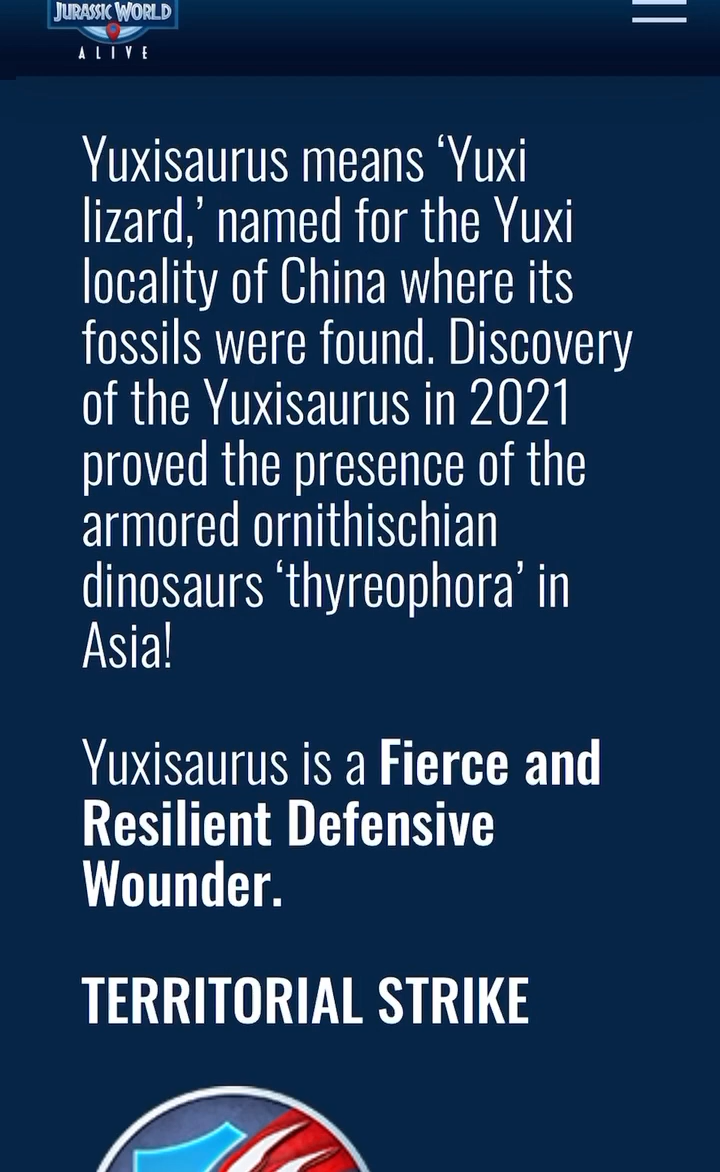 JURASSIC WORLD
ALIVE
Yuxisaurus means ‘Yuxi
lizard,’ named for the Yuxi
locality of China where its
fossils were found. Discovery
of the Yuxisaurus in 2021
proved the presence of the
armored ornithischian
dinosaurs ‘thyreophora’ in
Asia!
Yuxisaurus is a Fierce and
Resilient Defensive
Wounder.
TERRITORIAL STRIKE